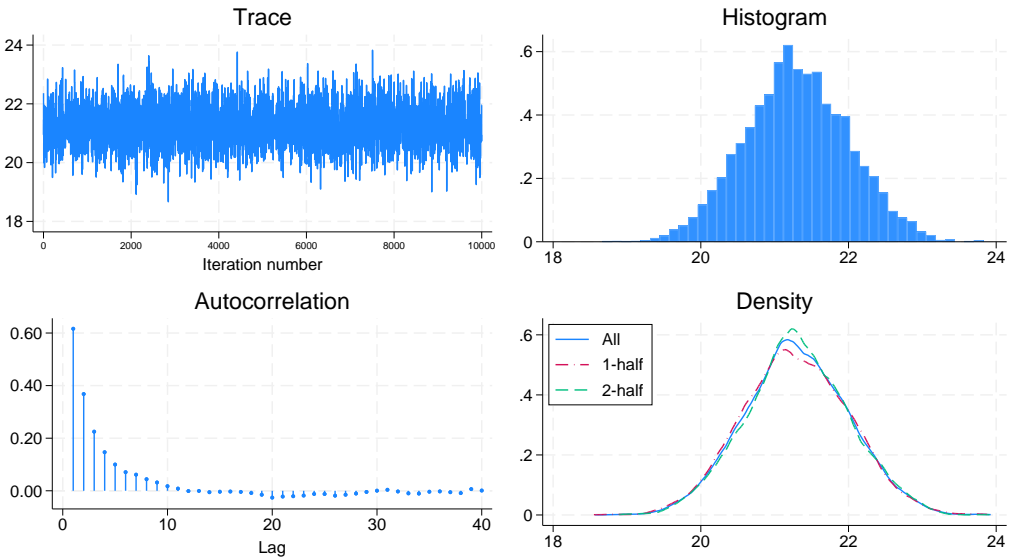 Trace
24
22
20
18
0 2000 4000 6000 8000 10000
Iteration number
Histogram
.6
.4
.2
0
18 20 22 24
Autocorrelation
0.60
0.40
0.20
0.00
0 10 20 30 40
Lag
Density
All
1-half
2-half
.6
.4
.2
0
18 20 22 24